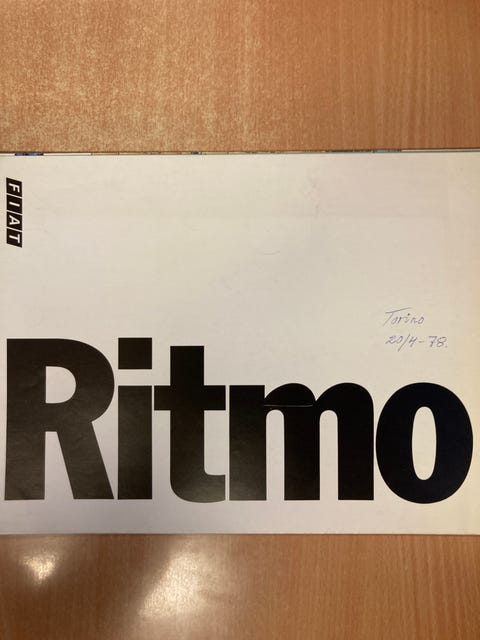 FIAT
Torino
20/4-78.
Ritmo